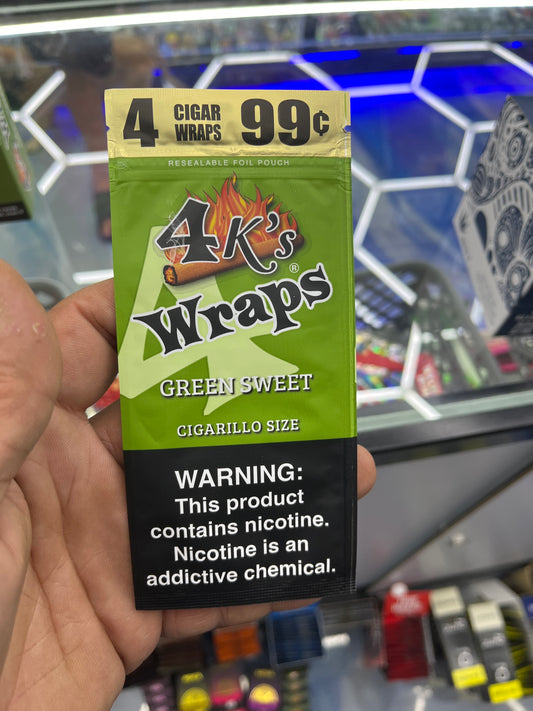 4 CIGAR WRAPS 99¢
RESEALABLE FOIL POUCH
4K's
Wraps®
GREEN SWEET
CIGARILLO SIZE
WARNING:
This product
contains nicotine.
Nicotine is an
addictive chemical.